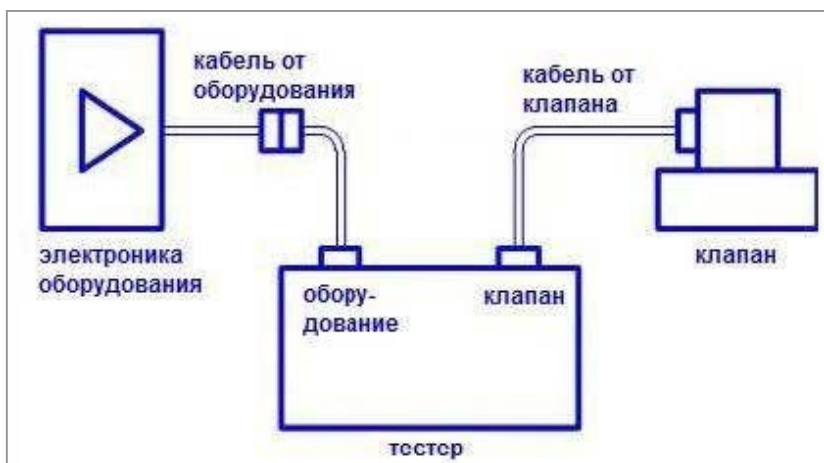 кабель от
оборудования
кабель от
клапана
электроника
оборудования
клапан
обору-
дование
клапан
тестер